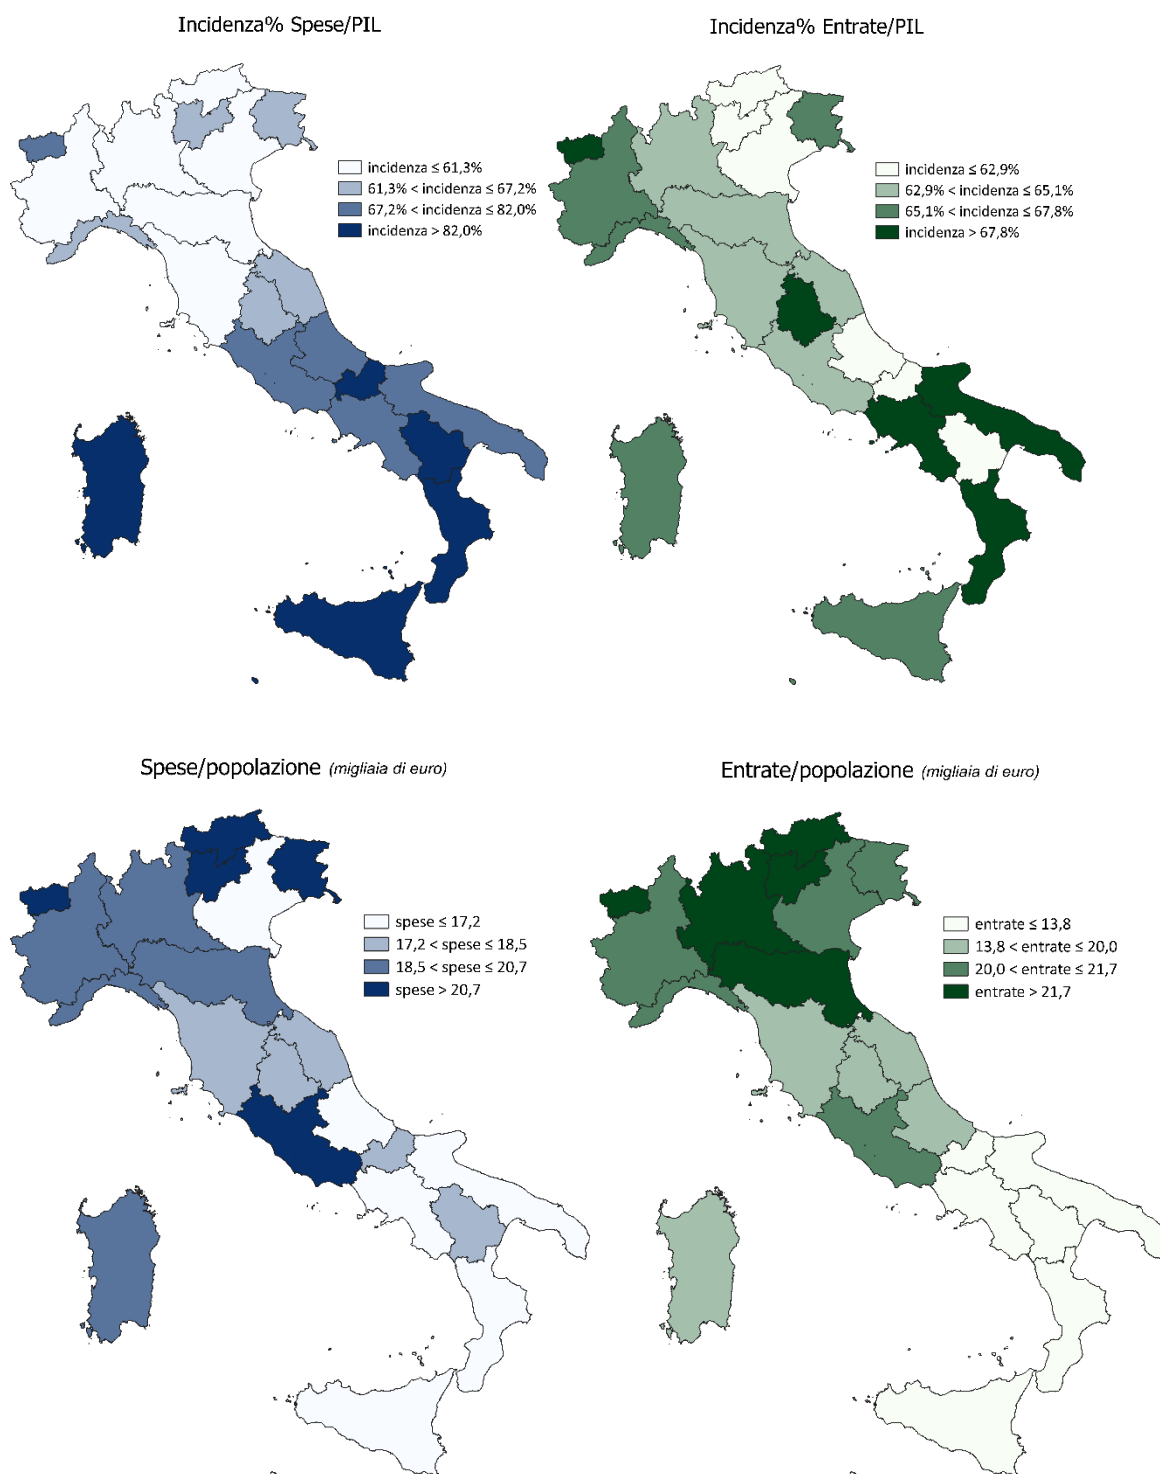 Incidenza% Spese/PIL
incidenza ≤ 61,3%
61,3% < incidenza ≤ 67,2%
67,2% < incidenza ≤ 82,0%
incidenza > 82,0%
Incidenza% Entrate/PIL
incidenza ≤ 62,9%
62,9% < incidenza ≤ 65,1%
65,1% < incidenza ≤ 67,8%
incidenza > 67,8%
Spese/popolazione (migliaia di euro)
spese ≤ 17,2
17,2 < spese ≤ 18,5
18,5 < spese ≤ 20,7
spese > 20,7
Entrate/popolazione (migliaia di euro)
entrate ≤ 13,8
13,8 < entrate ≤ 20,0
20,0 < entrate ≤ 21,7
entrate > 21,7